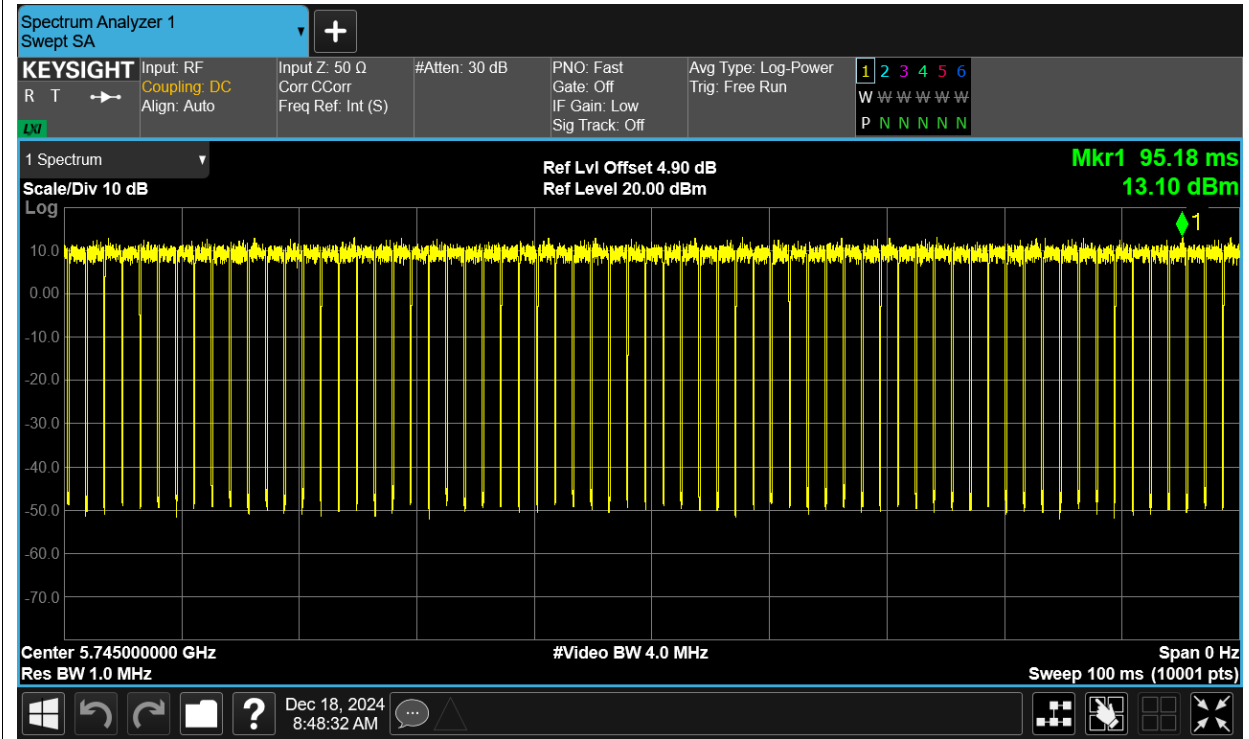 Spectrum Analyzer 1
Swept SA
+
KEYSIGHT
R T
LXI
Input: RF
Coupling: DC
Align: Auto
Input Z: 50 Ω
Corr CCorr
Freq Ref: Int (S)
#Atten: 30 dB
PNO: Fast
Gate: Off
IF Gain: Low
Sig Track: Off
Avg Type: Log-Power
Trig: Free Run
1 2 3 4 5 6
W W W W W W
P N N N N N
1 Spectrum
Scale/Div 10 dB
Ref Lvl Offset 4.90 dB
Ref Level 20.00 dBm
Mkr1 95.18 ms
13.10 dBm
Log
1
10.0
0.00
-10.0
-20.0
-30.0
-40.0
-50.0
-60.0
-70.0
Center 5.745000000 GHz
#Video BW 4.0 MHz
Span 0 Hz
Res BW 1.0 MHz
Sweep 100 ms (10001 pts)
?
Dec 18, 2024
8:48:32 AM